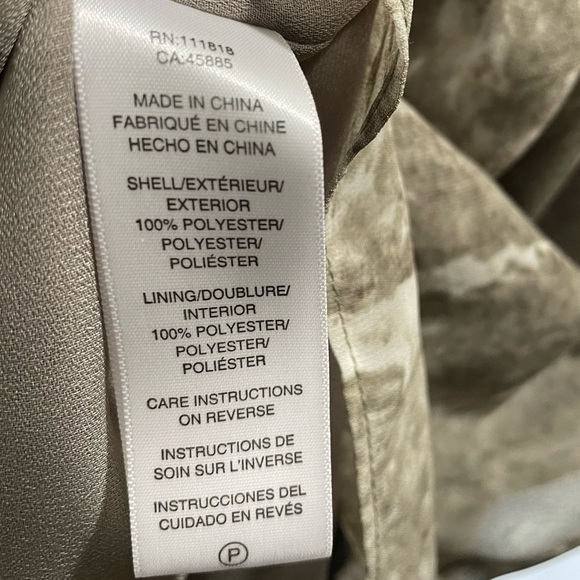 RN:111818
CA:45885
MADE IN CHINA
FABRIQUÉ EN CHINE
HECHO EN CHINA
SHELL/EXTÉRIEUR/
EXTERIOR
100% POLYESTER/
POLYESTER/
POLIÉSTER
LINING/DOUBLURE/
INTERIOR
100% POLYESTER/
POLYESTER/
POLIÉSTER
CARE INSTRUCTIONS
ON REVERSE
INSTRUCTIONS DE
SOIN SUR L'INVERSE
INSTRUCCIONES DEL
CUIDADO EN REVÉS
P